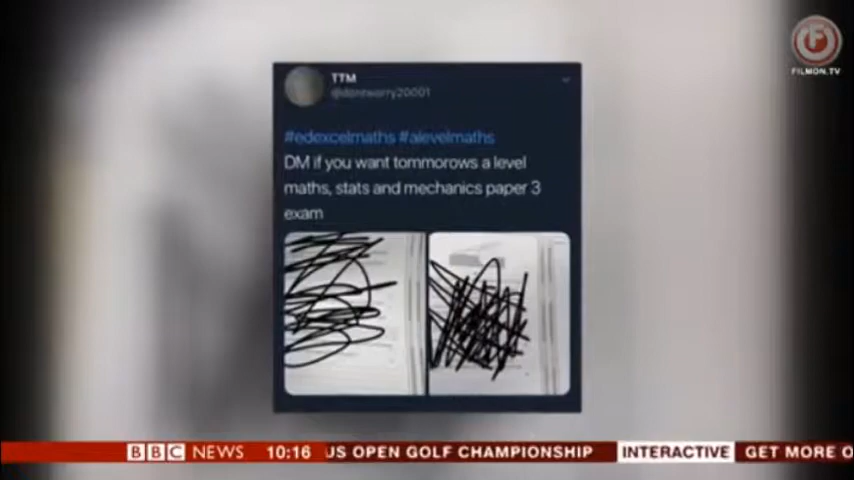 FILMON.TV
TTM
#edexcelmaths #alevelmaths
DM if you want tommorows a level
maths, stats and mechanics paper 3
exam
BBC NEWS 10:16 US OPEN GOLF CHAMPIONSHIP INTERACTIVE GET MORE O